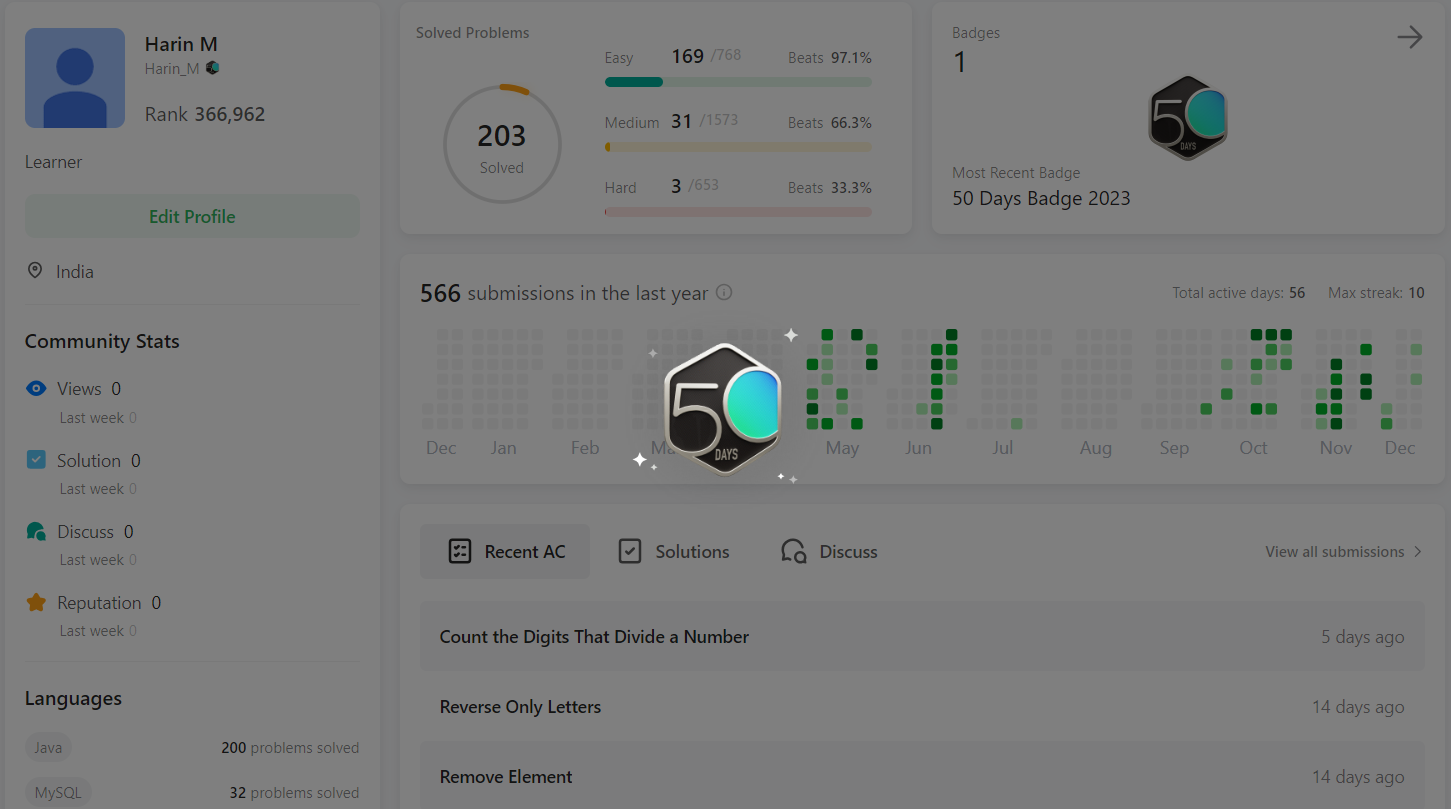 Harin M
Harin_M
Rank 366,962
Learner
Edit Profile
India
Community Stats
Views 0
Last week 0
Solution 0
Last week 0
Discuss 0
Last week 0
Reputation 0
Last week 0
Languages
Java 200 problems solved
MySQL 32 problems solved
Solved Problems
203
Solved
Easy 169 /768 Beats 97.1%
Medium 31 /1573 Beats 66.3%
Hard 3 /653 Beats 33.3%
Badges
1
50
DAYS
Most Recent Badge
50 Days Badge 2023
566 submissions in the last year Total active days: 56 Max streak: 10
50
DAYS
Dec Jan Feb May Jun Jul Aug Sep Oct Nov Dec
Recent AC Solutions Discuss View all submissions
Count the Digits That Divide a Number 5 days ago
Reverse Only Letters 14 days ago
Remove Element 14 days ago